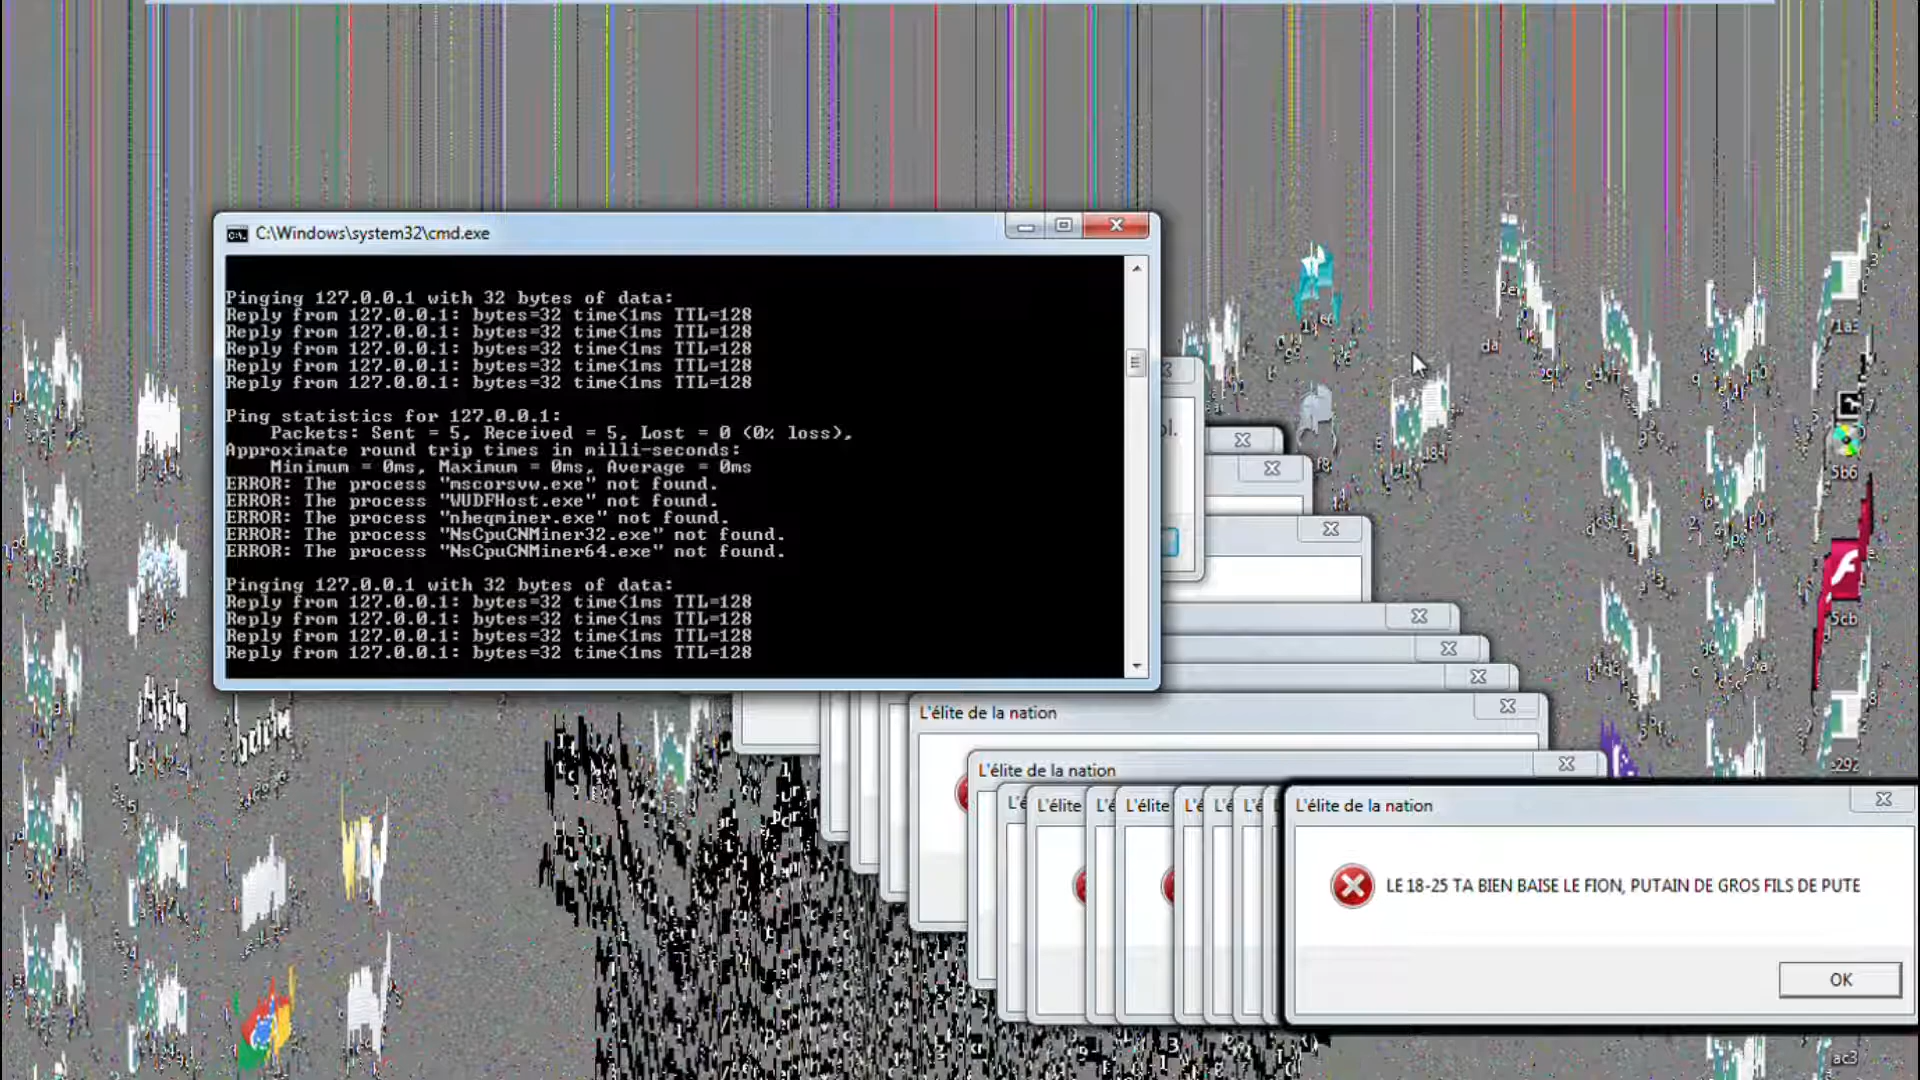 C:\Windows\system32\cmd.exe
Pinging 127.0.0.1 with 32 bytes of data:
Reply from 127.0.0.1: bytes=32 time<1ms TTL=128
Reply from 127.0.0.1: bytes=32 time<1ms TTL=128
Reply from 127.0.0.1: bytes=32 time<1ms TTL=128
Reply from 127.0.0.1: bytes=32 time<1ms TTL=128
Reply from 127.0.0.1: bytes=32 time<1ms TTL=128
Ping statistics for 127.0.0.1:
Packets: Sent = 5, Received = 5, Lost = 0 (0% loss),
Approximate round trip times in milli-seconds:
Minimum = 0ms, Maximum = 0ms, Average = 0ms
ERROR: The process "mscorsvw.exe" not found.
ERROR: The process "WUDFHost.exe" not found.
ERROR: The process "nheqminer.exe" not found.
ERROR: The process "NsCpuCNMiner32.exe" not found.
ERROR: The process "NsCpuCNMiner64.exe" not found.
Pinging 127.0.0.1 with 32 bytes of data:
Reply from 127.0.0.1: bytes=32 time<1ms TTL=128
Reply from 127.0.0.1: bytes=32 time<1ms TTL=128
Reply from 127.0.0.1: bytes=32 time<1ms TTL=128
Reply from 127.0.0.1: bytes=32 time<1ms TTL=128
5b6
5cb
L'élite de la nation
L'élite de la nation
L'élite
L'élite
L'élite de la nation
LE 18-25 TA BIEN BAISE LE FION, PUTAIN DE GROS FILS DE PUTE
OK
ac3